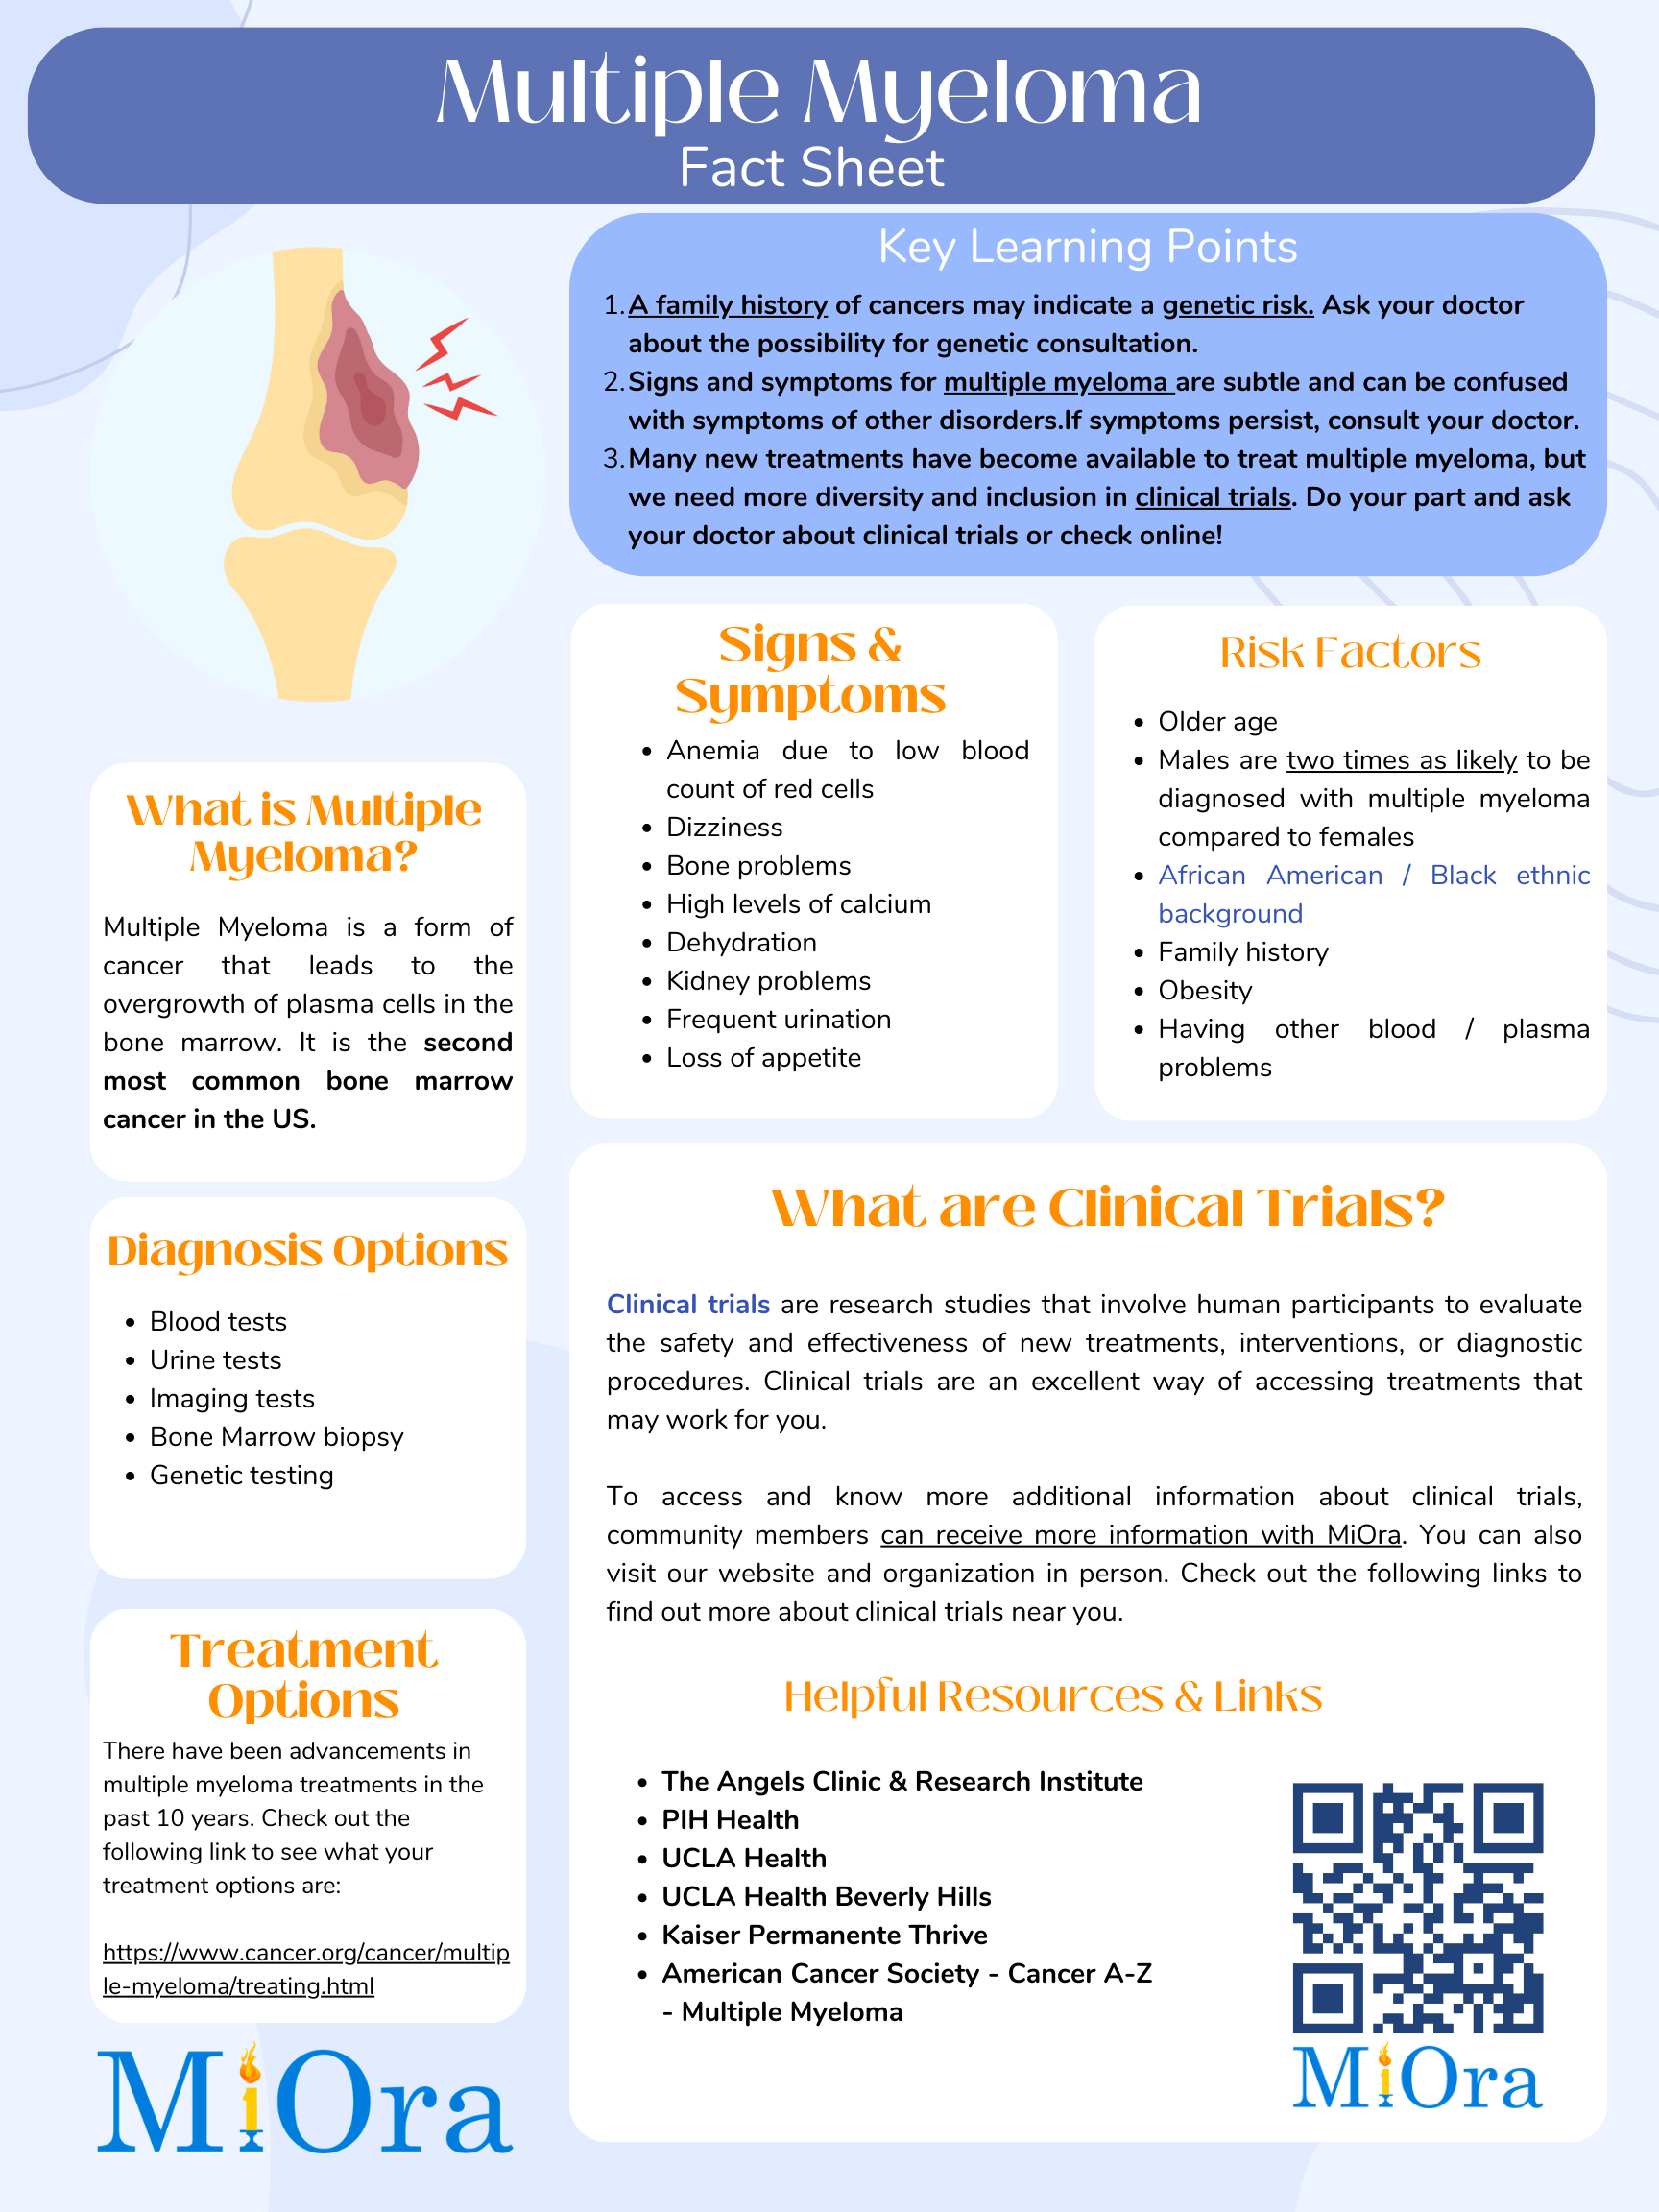 Multiple Myeloma
Fact Sheet
Key Learning Points
1. A family history of cancers may indicate a genetic risk. Ask your doctor
about the possibility for genetic consultation.
2. Signs and symptoms for multiple myeloma are subtle and can be confused
with symptoms of other disorders.If symptoms persist, consult your doctor.
3. Many new treatments have become available to treat multiple myeloma, but
we need more diversity and inclusion in clinical trials. Do your part and ask
your doctor about clinical trials or check online!
Signs &
Symptoms
• Anemia due to low blood
count of red cells
• Dizziness
• Bone problems
• High levels of calcium
• Dehydration
• Kidney problems
• Frequent urination
• Loss of appetite
Risk Factors
• Older age
• Males are two times as likely to be
diagnosed with multiple myeloma
compared to females
• African American / Black ethnic
background
• Family history
• Obesity
• Having other blood / plasma
problems
What is Multiple
Myeloma?
Multiple Myeloma is a form of
cancer that leads to the
overgrowth of plasma cells in the
bone marrow. It is the second
most common bone marrow
cancer in the US.
Diagnosis Options
• Blood tests
• Urine tests
• Imaging tests
• Bone Marrow biopsy
• Genetic testing
Treatment
Options
There have been advancements in
multiple myeloma treatments in the
past 10 years. Check out the
following link to see what your
treatment options are:
https://www.cancer.org/cancer/multip
le-myeloma/treating.html
MiOra
What are Clinical Trials?
Clinical trials are research studies that involve human participants to evaluate
the safety and effectiveness of new treatments, interventions, or diagnostic
procedures. Clinical trials are an excellent way of accessing treatments that
may work for you.
To access and know more additional information about clinical trials,
community members can receive more information with MiOra. You can also
visit our website and organization in person. Check out the following links to
find out more about clinical trials near you.
Helpful Resources & Links
• The Angels Clinic & Research Institute
• PIH Health
• UCLA Health
• UCLA Health Beverly Hills
• Kaiser Permanente Thrive
• American Cancer Society - Cancer A-Z
- Multiple Myeloma
MiOra